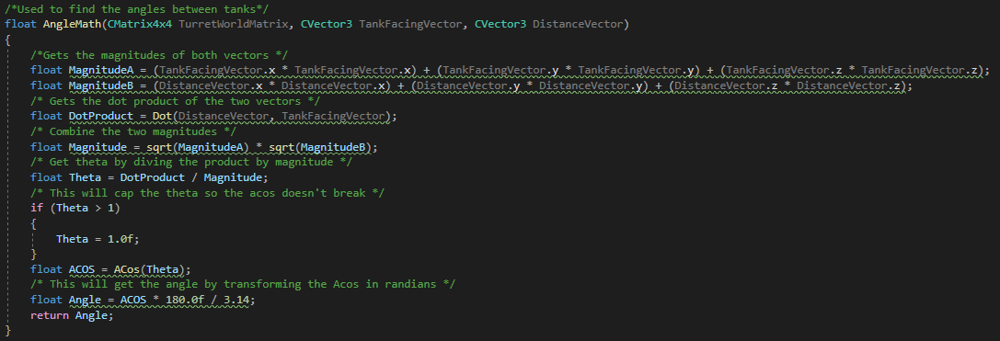 /*Used to find the angles between tanks*/
float AngleMath(CMatrix4x4 TurretWorldMatrix, CVector3 TankFacingVector, CVector3 DistanceVector)
{
/*Gets the magnitudes of both vectors */
float MagnitudeA = (TankFacingVector.x * TankFacingVector.x) + (TankFacingVector.y * TankFacingVector.y) + (TankFacingVector.z * TankFacingVector.z);
float MagnitudeB = (DistanceVector.x * DistanceVector.x) + (DistanceVector.y * DistanceVector.y) + (DistanceVector.z * DistanceVector.z);
/* Gets the dot product of the two vectors */
float DotProduct = Dot(DistanceVector, TankFacingVector);
/* Combine the two magnitudes */
float Magnitude = sqrt(MagnitudeA) * sqrt(MagnitudeB);
/* Get theta by diving the product by magnitude */
float Theta = DotProduct / Magnitude;
/* This will cap the theta so the acos doesn't break */
if (Theta > 1)
{
Theta = 1.0f;
}
float ACOS = ACos(Theta);
/* This will get the angle by transforming the Acos in randians */
float Angle = ACOS * 180.0f / 3.14;
return Angle;
}